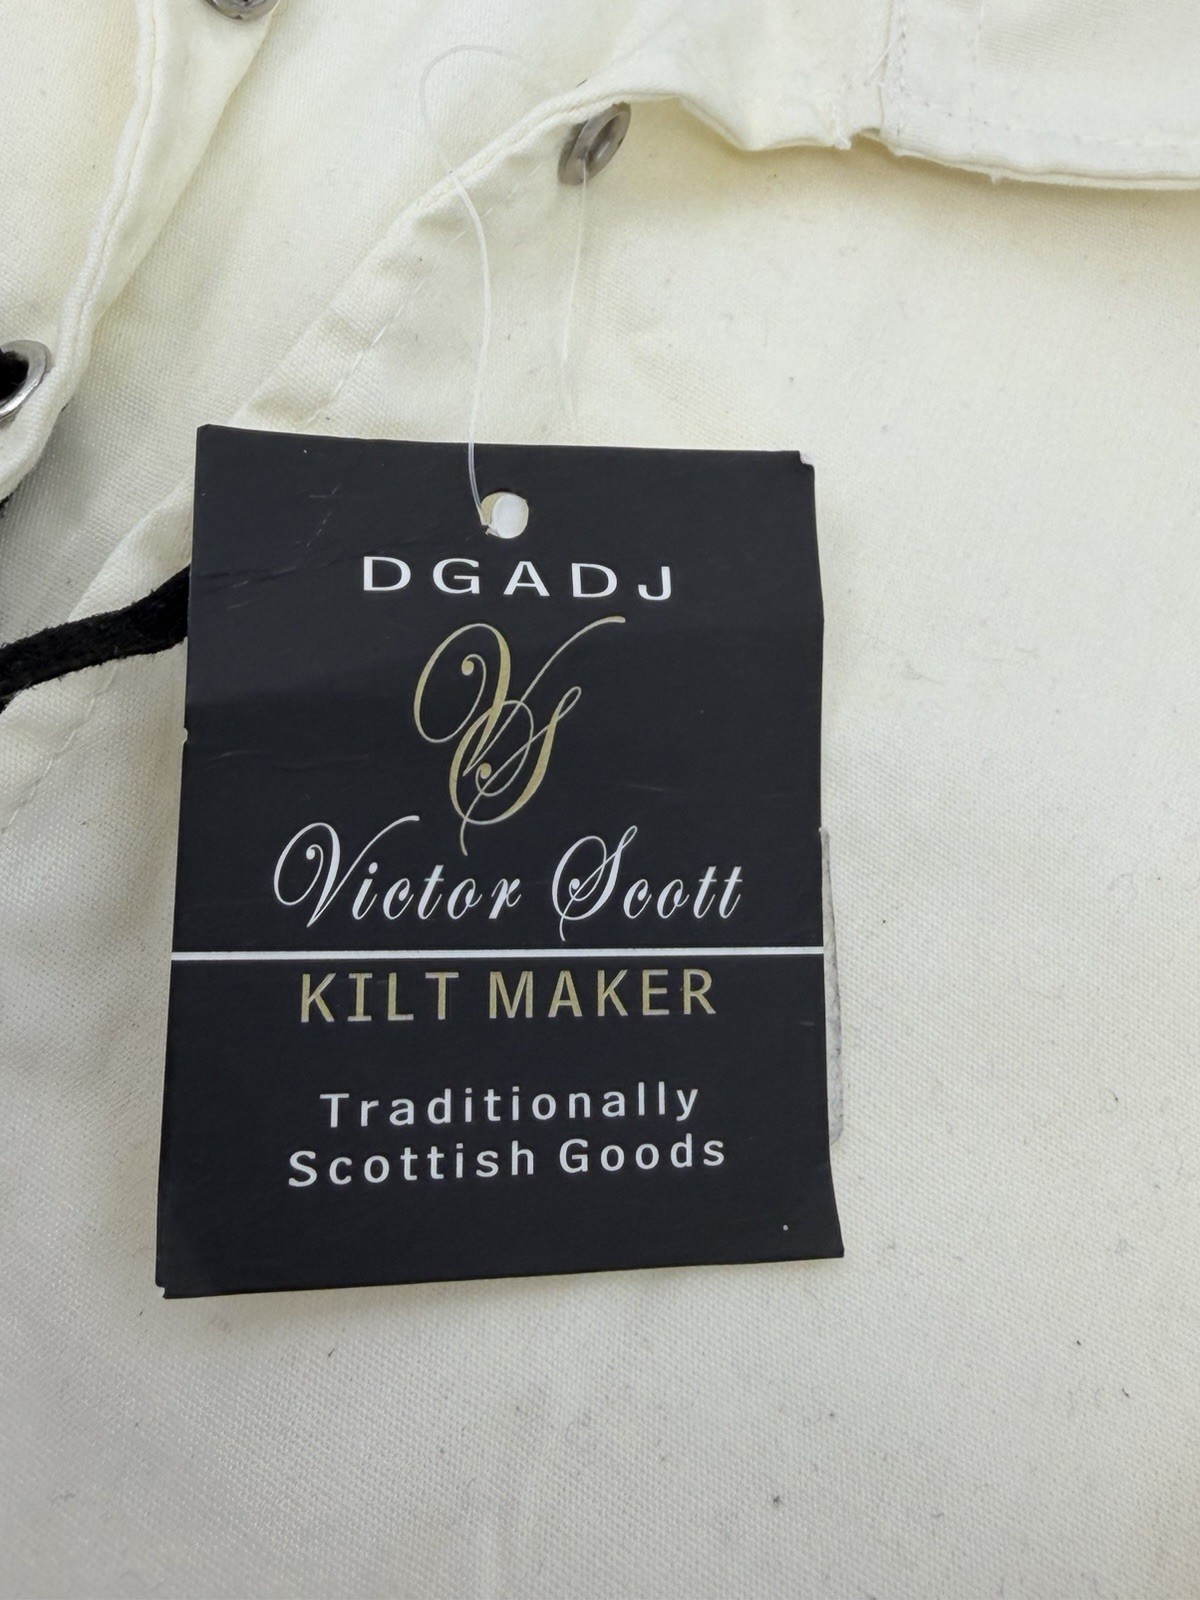 DGADJ
VS
Victor Scott
KILT MAKER
Traditionally
Scottish Goods